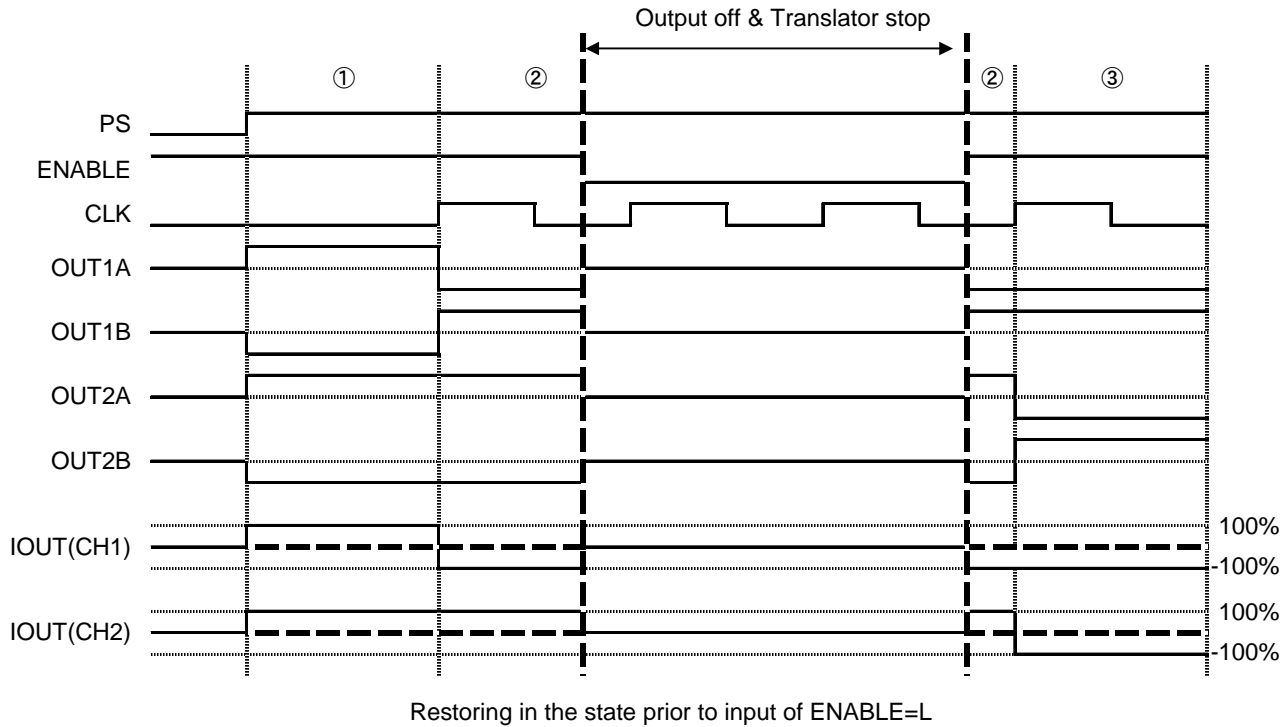 Output off & Translator stop
① ② ② ③
PS
ENABLE
CLK
OUT1A
OUT1B
OUT2A
OUT2B
IOUT(CH1)
100%
-100%
IOUT(CH2)
100%
-100%
Restoring in the state prior to input of ENABLE=L